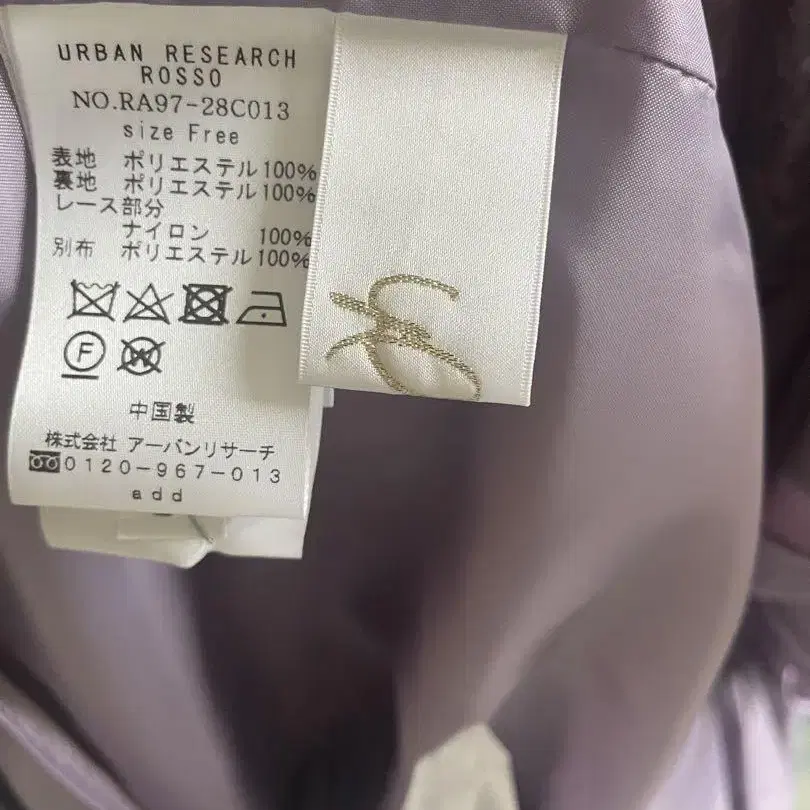 URBAN RESEARCH
ROSSO
NO.RA97-28C013
size Free
表地 ポリエステル100%
裏地 ポリエステル100%
レース部分
ナイロン 100%
別布 ポリエステル100%
F
W
中国製
株式会社 アーバンリサーチ
0120-967-013
add